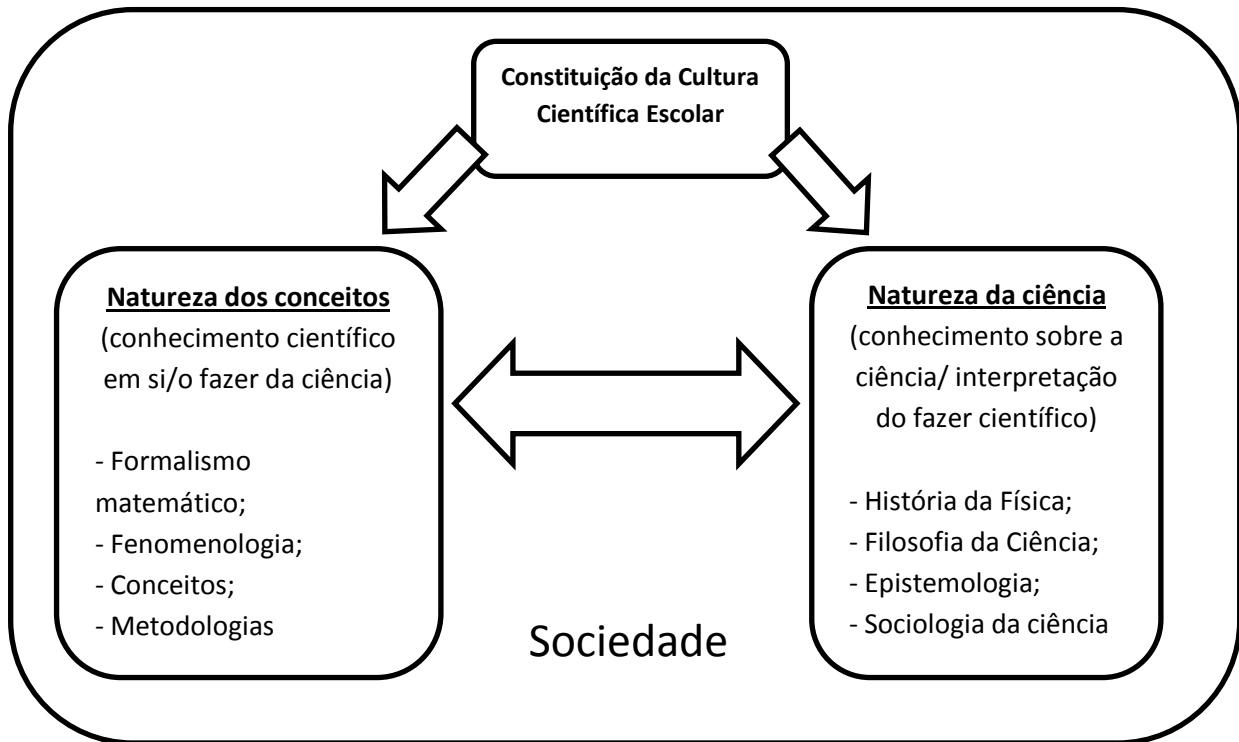 Constituição da Cultura
Científica Escolar
Natureza dos conceitos
(conhecimento científico
em si/o fazer da ciência)
- Formalismo
matemático;
- Fenomenologia;
- Conceitos;
- Metodologias
Natureza da ciência
(conhecimento sobre a
ciência/ interpretação
do fazer científico)
- História da Física;
- Filosofia da Ciência;
- Epistemologia;
- Sociologia da ciência
Sociedade